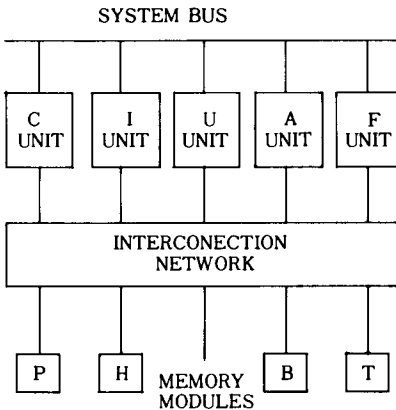 SYSTEM BUS
C UNIT
I UNIT
U UNIT
A UNIT
F UNIT
INTERCONECTION
NETWORK
P
H
MEMORY
MODULES
B
T